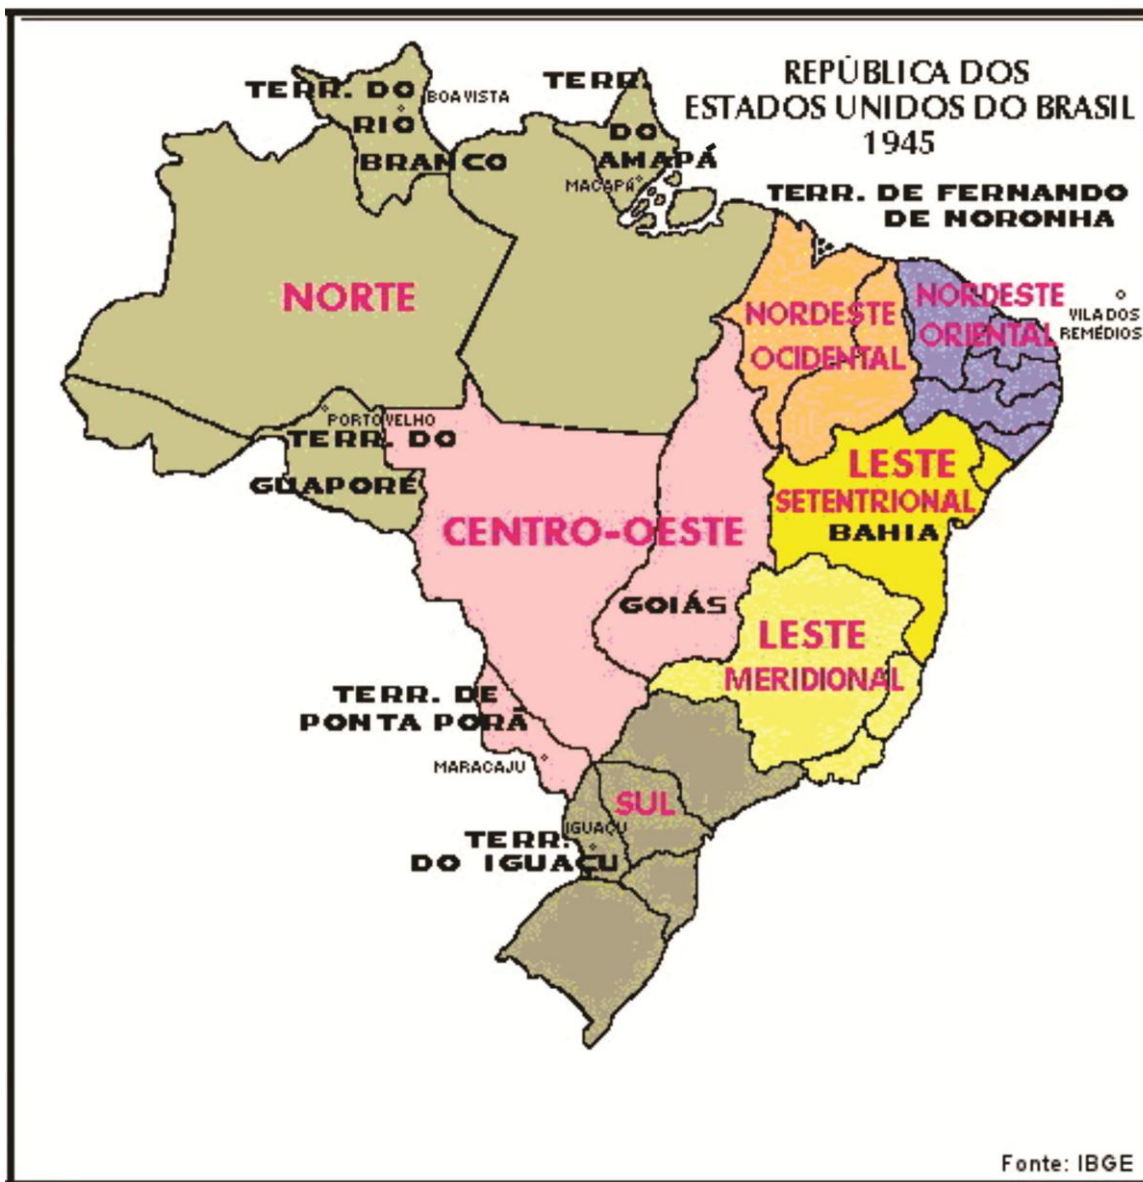 REPÚBLICA DOS
ESTADOS UNIDOS DO BRASIL
1945
TERR. DO
RIO
BRANCO
BOA VISTA
TERR.
DO
AMAPÁ
MACAPÁ
TERR. DE FERNANDO
DE NORONHA
NORTE
NORDESTE
OCIDENTAL
NORDESTE
ORIENTAL
VILA DOS
REMÉDIOS
PORTO VELHO
TERR. DO
GUAPORÉ
LESTE
SETENTRIONAL
BAHIA
CENTRO-OESTE
GOIÁS
LESTE
MERIDIONAL
TERR. DE
PONTA PORÃ
MARACAJU
SUL
IGUAÇU
TERR.
DO IGUAÇU
Fonte: IBGE